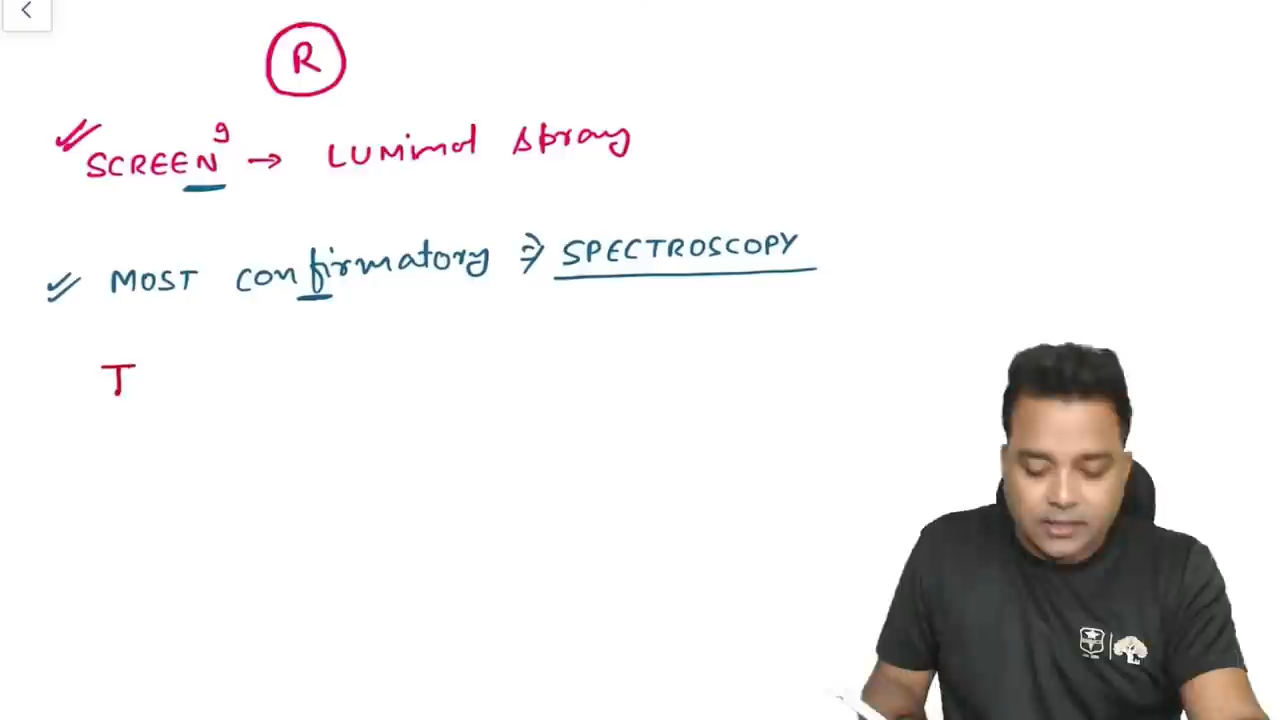 R
SCREENg → Luminol spray
MOST confirmatory ⇒ SPECTROSCOPY
T